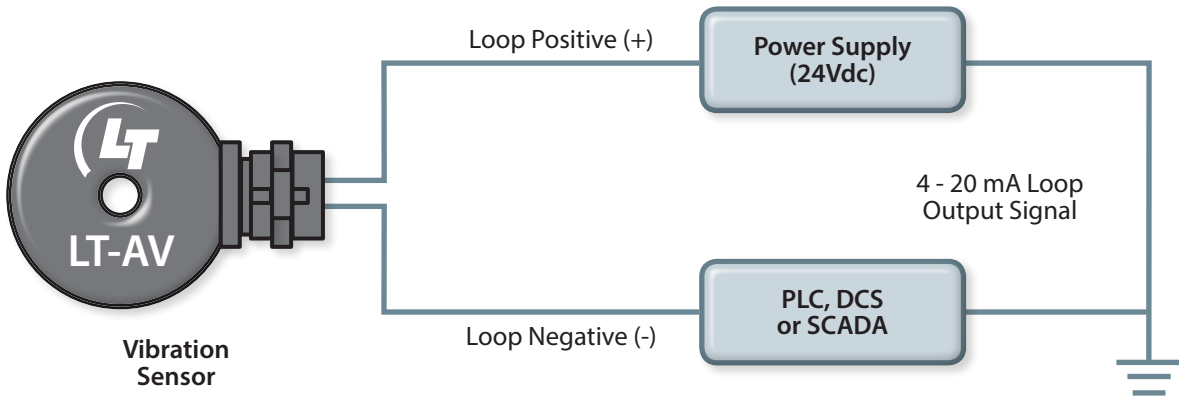 Loop Positive (+)
Power Supply
(24Vdc)
LT
LT-AV
4 - 20 mA Loop
Output Signal
PLC, DCS
or SCADA
Loop Negative (-)
Vibration
Sensor